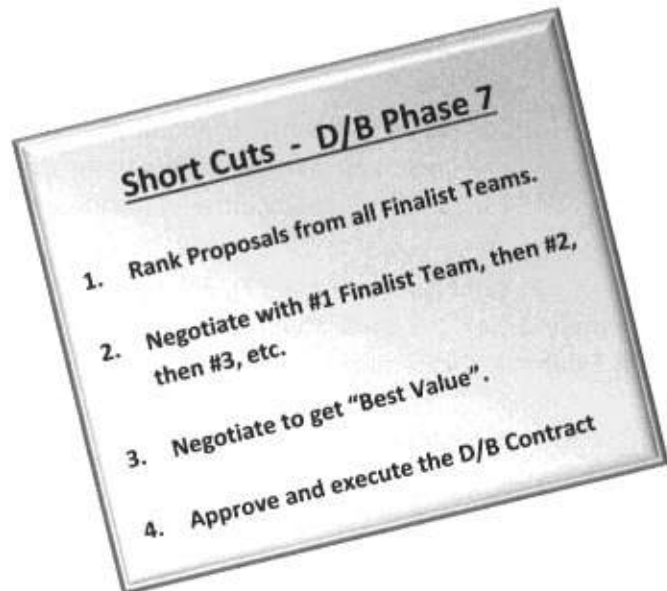 Short Cuts - D/B Phase 7
1. Rank Proposals from all Finalist Teams.
2. Negotiate with #1 Finalist Team, then #2,
then #3, etc.
3. Negotiate to get “Best Value”.
4. Approve and execute the D/B Contract